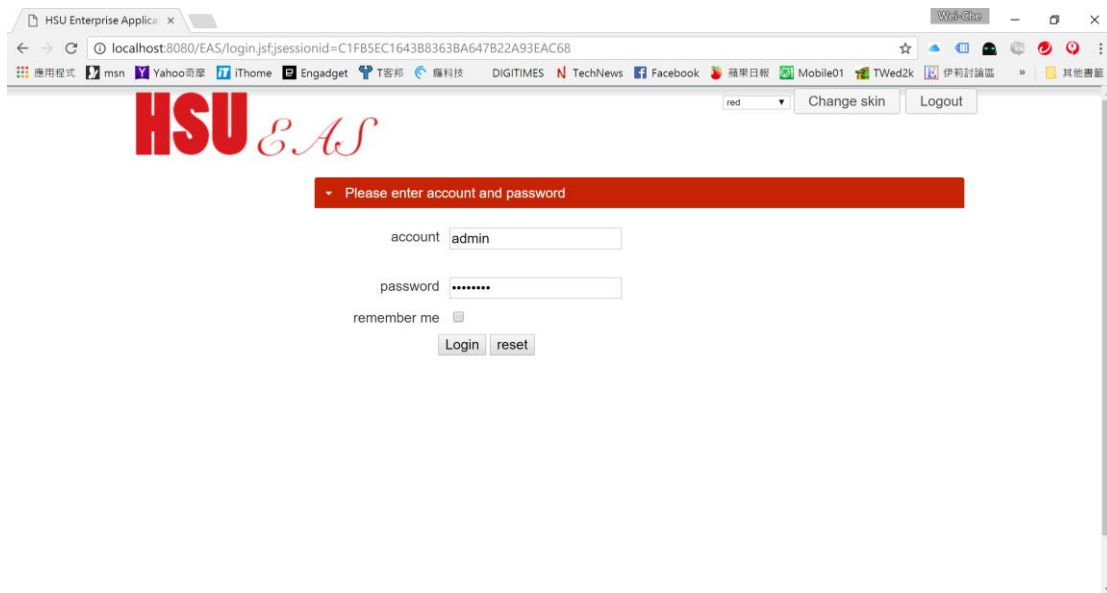 HSU Enterprise Applica
Wei-Che
localhost:8080/EAS/login.jsf;jsessionid=C1FB5EC1643B8363BA647B22A93EAC68
應用程式 msn Yahoo奇摩 iThome Engadget T客邦 癮科技 DIGITIMES TechNews Facebook 蘋果日報 Mobile01 TWed2k 伊莉討論區 » 其他書籤
HSU EAS
red Change skin Logout
Please enter account and password
account admin
password ••••••••
remember me
Login reset